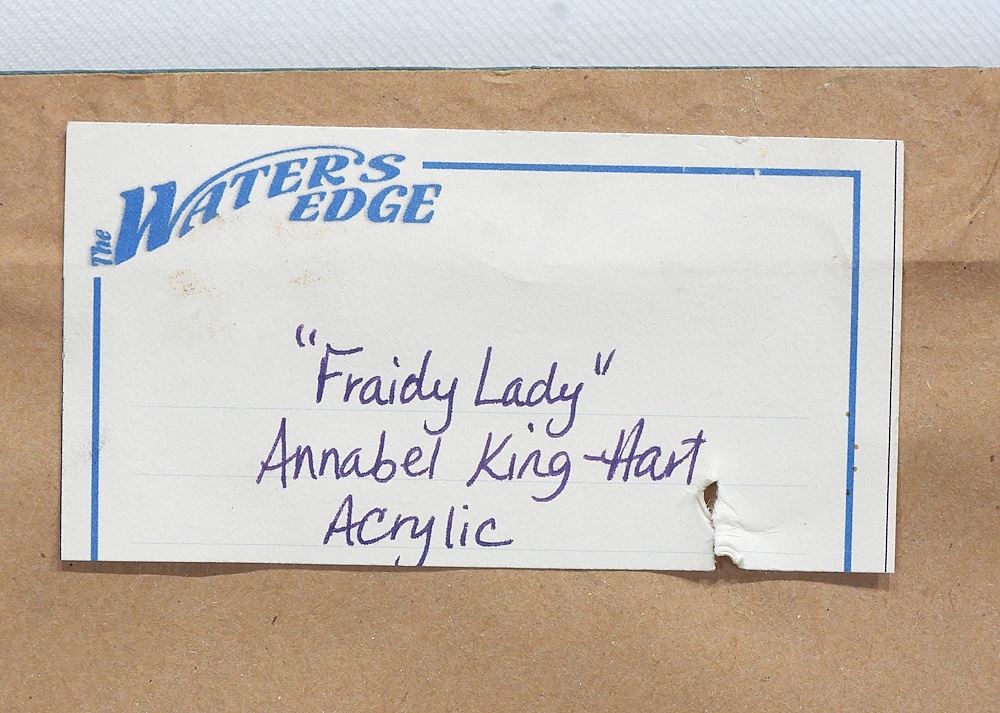 The WATER'S
EDGE
"Fraidy Lady"
Annabel King-Hart
Acrylic